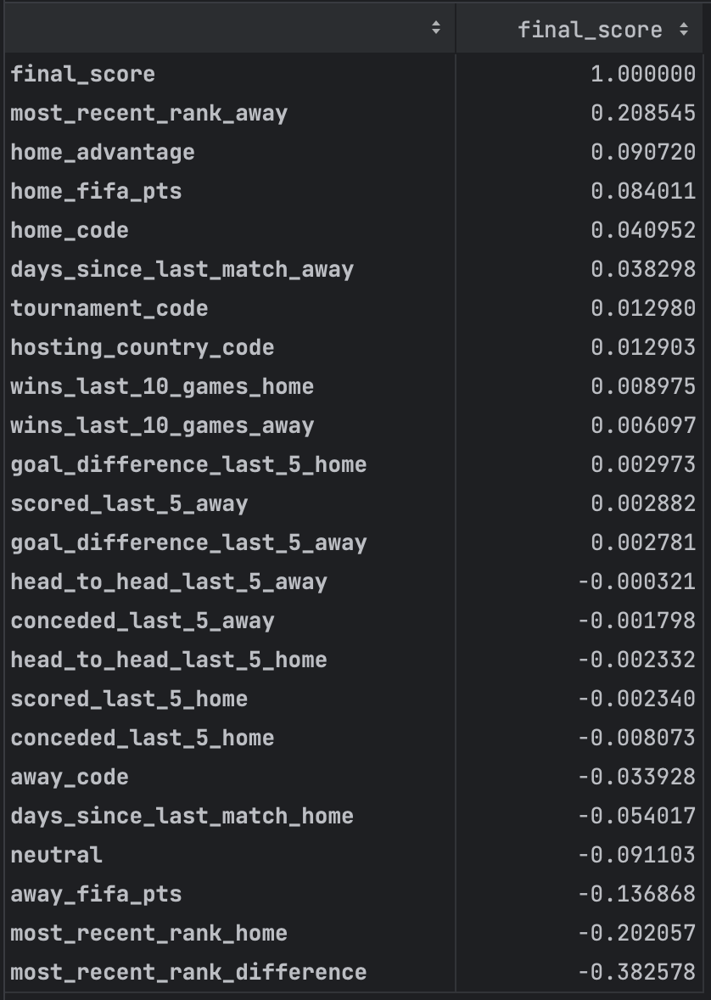 final_score
final_score 1.000000
most_recent_rank_away 0.208545
home_advantage 0.090720
home_fifa_pts 0.084011
home_code 0.040952
days_since_last_match_away 0.038298
tournament_code 0.012980
hosting_country_code 0.012903
wins_last_10_games_home 0.008975
wins_last_10_games_away 0.006097
goal_difference_last_5_home 0.002973
scored_last_5_away 0.002882
goal_difference_last_5_away 0.002781
head_to_head_last_5_away -0.000321
conceded_last_5_away -0.001798
head_to_head_last_5_home -0.002332
scored_last_5_home -0.002340
conceded_last_5_home -0.008073
away_code -0.033928
days_since_last_match_home -0.054017
neutral -0.091103
away_fifa_pts -0.136868
most_recent_rank_home -0.202057
most_recent_rank_difference -0.382578